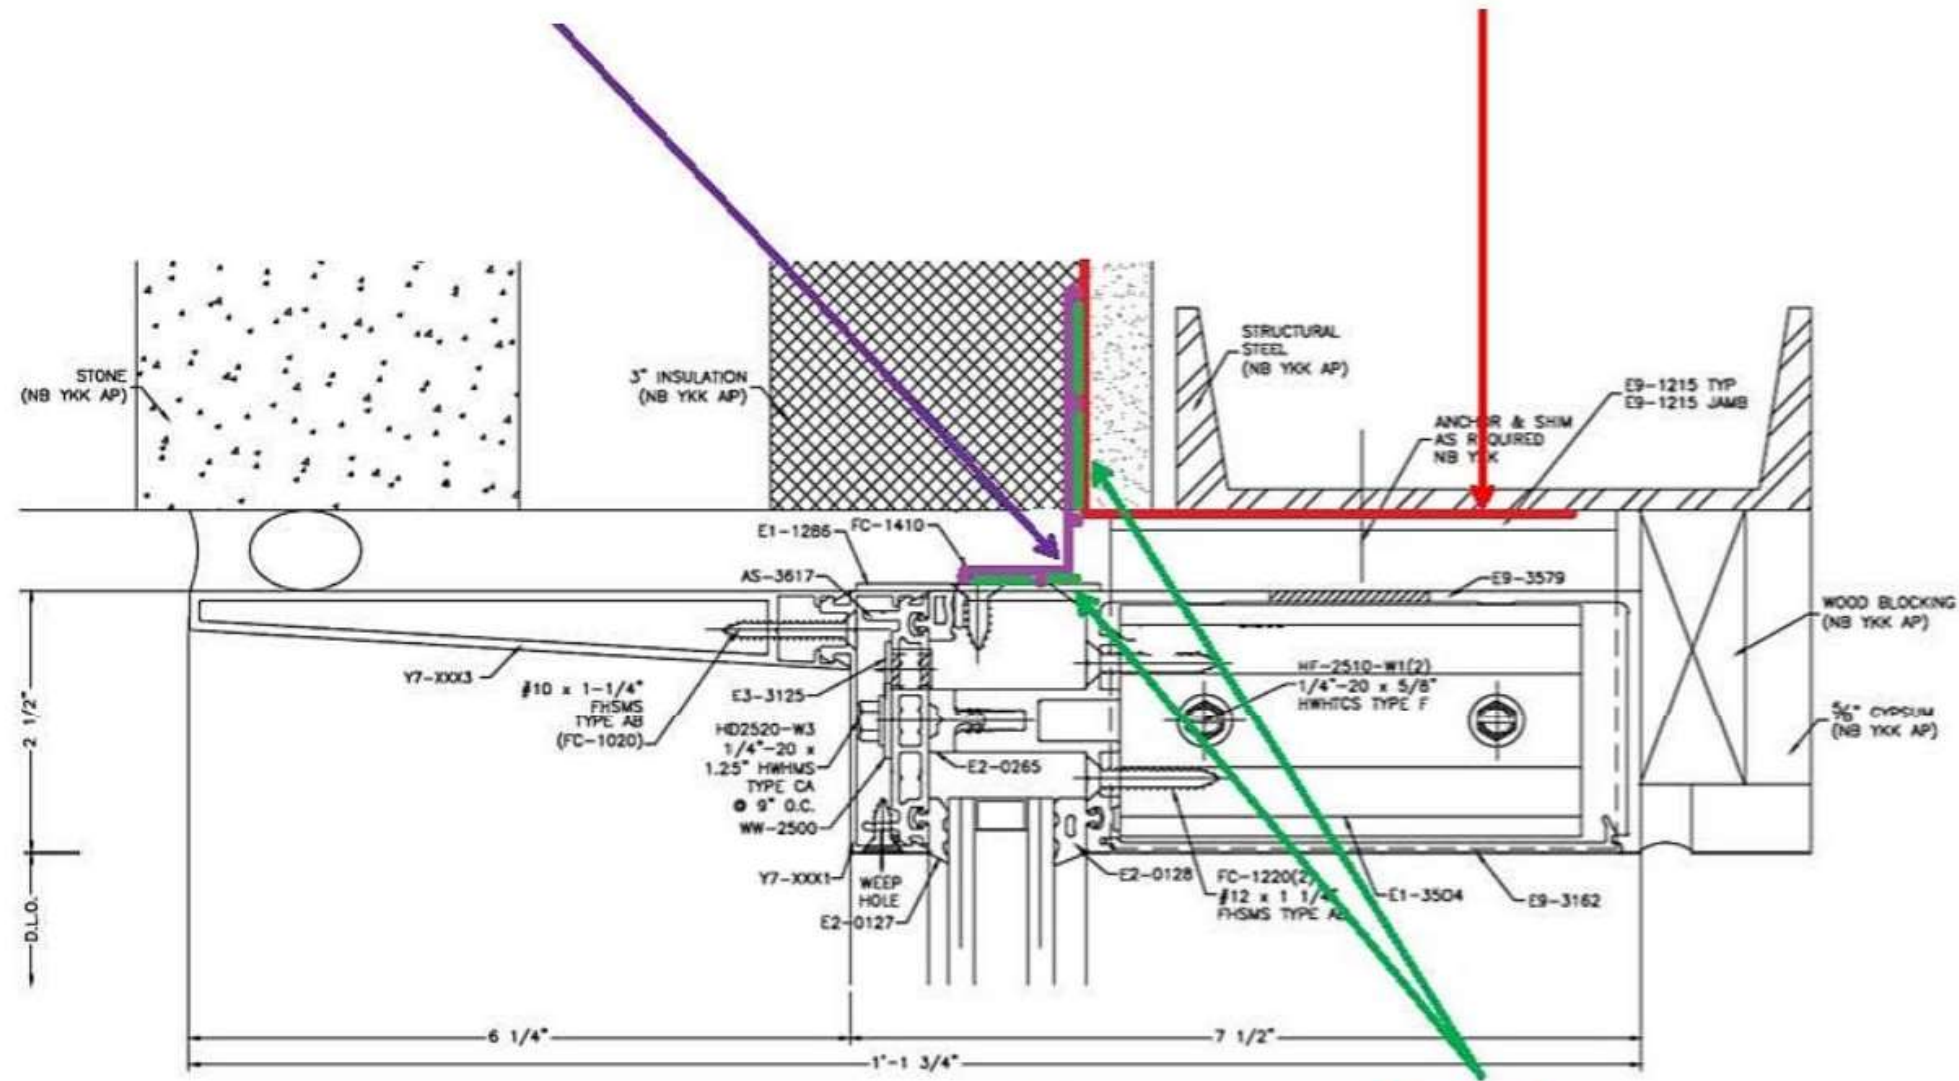 STRUCTURAL
STEEL
(NB YKK AP)
STONE
(NB YKK AP)
3" INSULATION
(NB YKK AP)
E9-1215 TYP
E9-1215 JAMB
ANCHOR & SHIM
AS REQUIRED
NB YKK
E1-1286
FC-1410
AS-3617
E9-3579
WOOD BLOCKING
(NB YKK AP)
Y7-XXX3
#10 x 1-1/4"
FHSMS
TYPE AB
(FC-1020)
E3-3125
HD2520-W3
1/4"-20 x
1.25" HWHMS
TYPE CA
@ 9" O.C.
WW-2500
HF-2510-W1(2)
1/4"-20 x 5/8"
HWHTCS TYPE F
GYPSUM
(NB YKK AP)
E2-0265
2 1/2"
D.L.O.
Y7-XXX1
WEEP
HOLE
E2-0127
E2-0128
FC-1220(2)
#12 x 1 1/4"
FHSMS TYPE AB
E1-3504
E9-3162
6 1/4"
7 1/2"
1'-1 3/4"